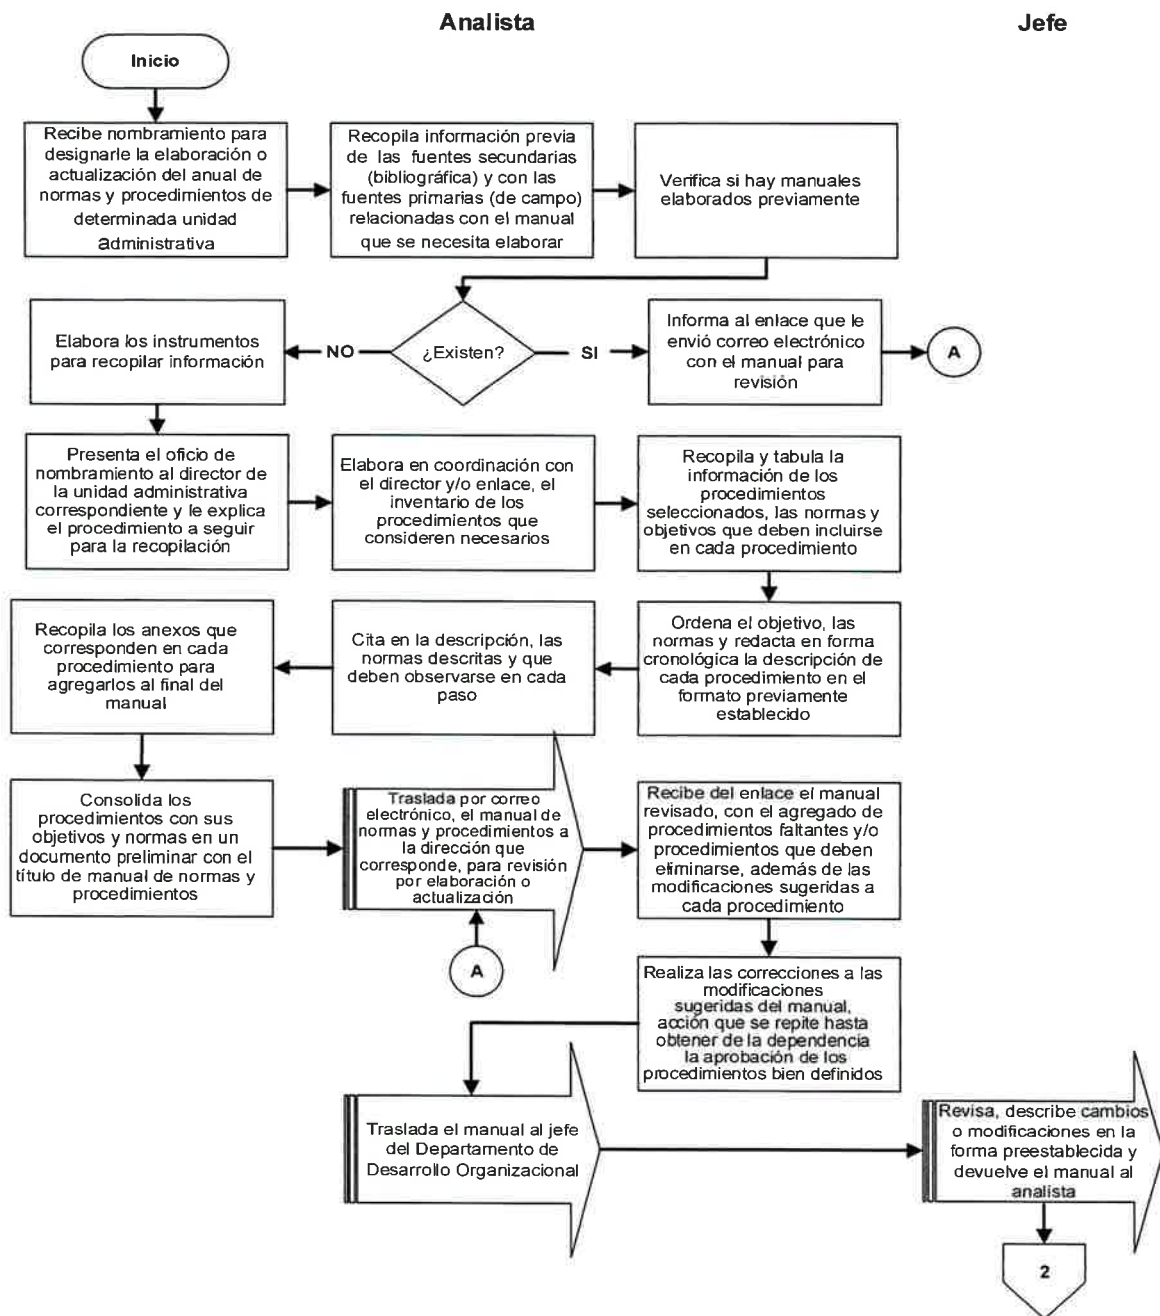 Analista
Jefe
Inicio
Recibe nombramiento para
designarle la elaboración o
actualización del anual de
normas y procedimientos de
determinada unidad
administrativa
Recopila información previa
de las fuentes secundarias
(bibliográfica) y con las
fuentes primarias (de campo)
relacionadas con el manual
que se necesita elaborar
Verifica si hay manuales
elaborados previamente
Elabora los instrumentos
para recopilar información
NO
¿Existen?
SI
Informa al enlace que le
envió correo electrónico
con el manual para
revisión
A
Presenta el oficio de
nombramiento al director de
la unidad administrativa
correspondiente y le explica
el procedimiento a seguir
para la recopilación
Elabora en coordinación con
el director y/o enlace, el
inventario de los
procedimientos que
consideren necesarios
Recopila y tabula la
información de los
procedimientos
seleccionados, las normas y
objetivos que deben incluirse
en cada procedimiento
Recopila los anexos que
corresponden en cada
procedimiento para
agregarlos al final del
manual
Cita en la descripción, las
normas descritas y que
deben observarse en cada
paso
Ordena el objetivo, las
normas y redacta en forma
cronológica la descripción de
cada procedimiento en el
formato previamente
establecido
Consolida los
procedimientos con sus
objetivos y normas en un
documento preliminar con el
título de manual de normas y
procedimientos
Traslada por correo
electrónico, el manual de
normas y procedimientos a
la dirección que
corresponde, para revisión
por elaboración o
actualización
Recibe del enlace el manual
revisado, con el agregado de
procedimientos faltantes y/o
procedimientos que deben
eliminarse, además de las
modificaciones sugeridas a
cada procedimiento
A
Realiza las correcciones a las
modificaciones
sugeridas del manual,
acción que se repite hasta
obtener de la dependencia
la aprobación de los
procedimientos bien definidos
Traslada el manual al jefe
del Departamento de
Desarrollo Organizacional
Revisa, describe cambios
o modificaciones en la
forma preestablecida y
devuelve el manual al
analista
2